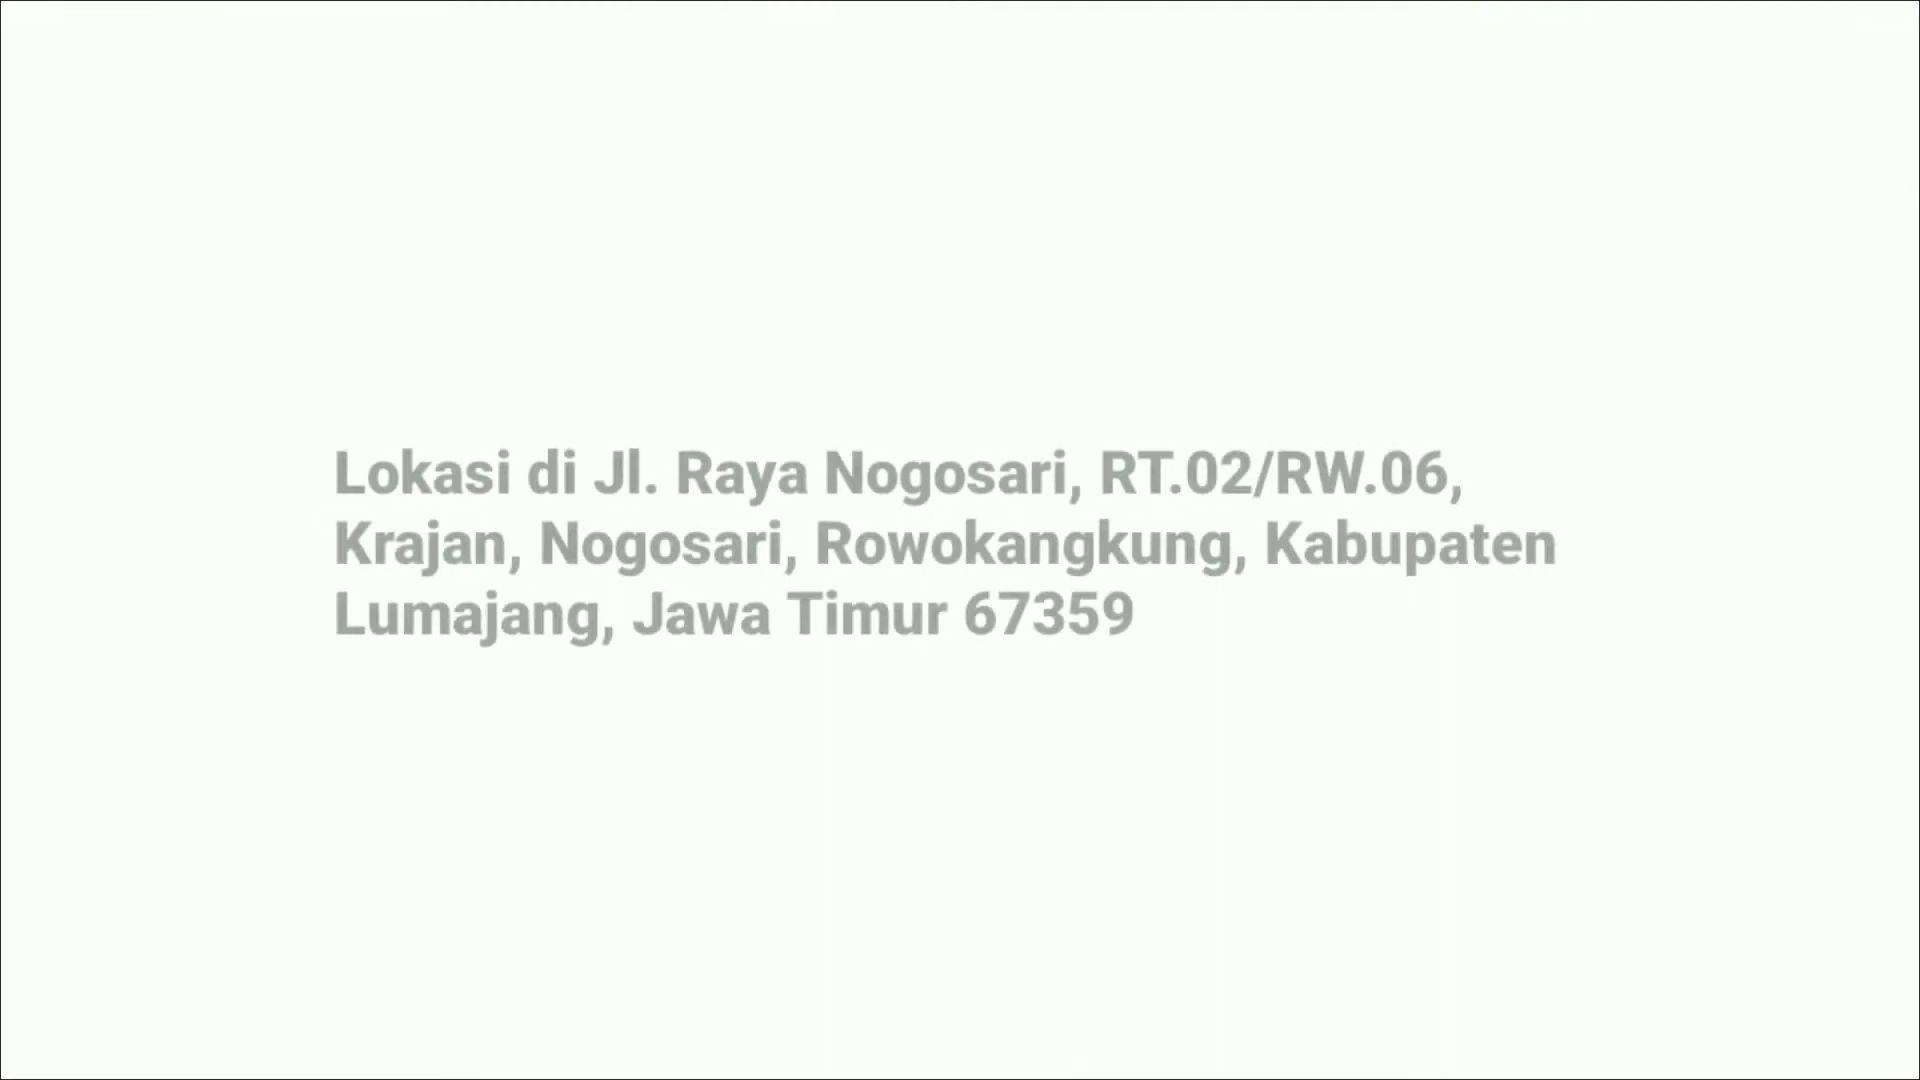 Lokasi di Jl. Raya Nogosari, RT.02/RW.06,
Krajan, Nogosari, Rowokangkung, Kabupaten
Lumajang, Jawa Timur 67359